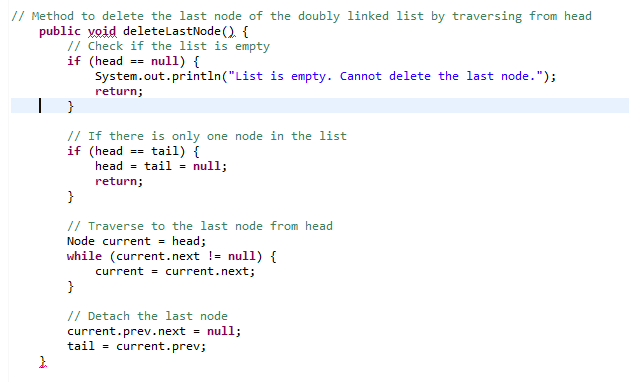 // Method to delete the last node of the doubly linked list by traversing from head
public void deleteLastNode() {
// Check if the list is empty
if (head == null) {
System.out.println("List is empty. Cannot delete the last node.");
return;
}
// If there is only one node in the list
if (head == tail) {
head = tail = null;
return;
}
// Traverse to the last node from head
Node current = head;
while (current.next != null) {
current = current.next;
}
// Detach the last node
current.prev.next = null;
tail = current.prev;
}